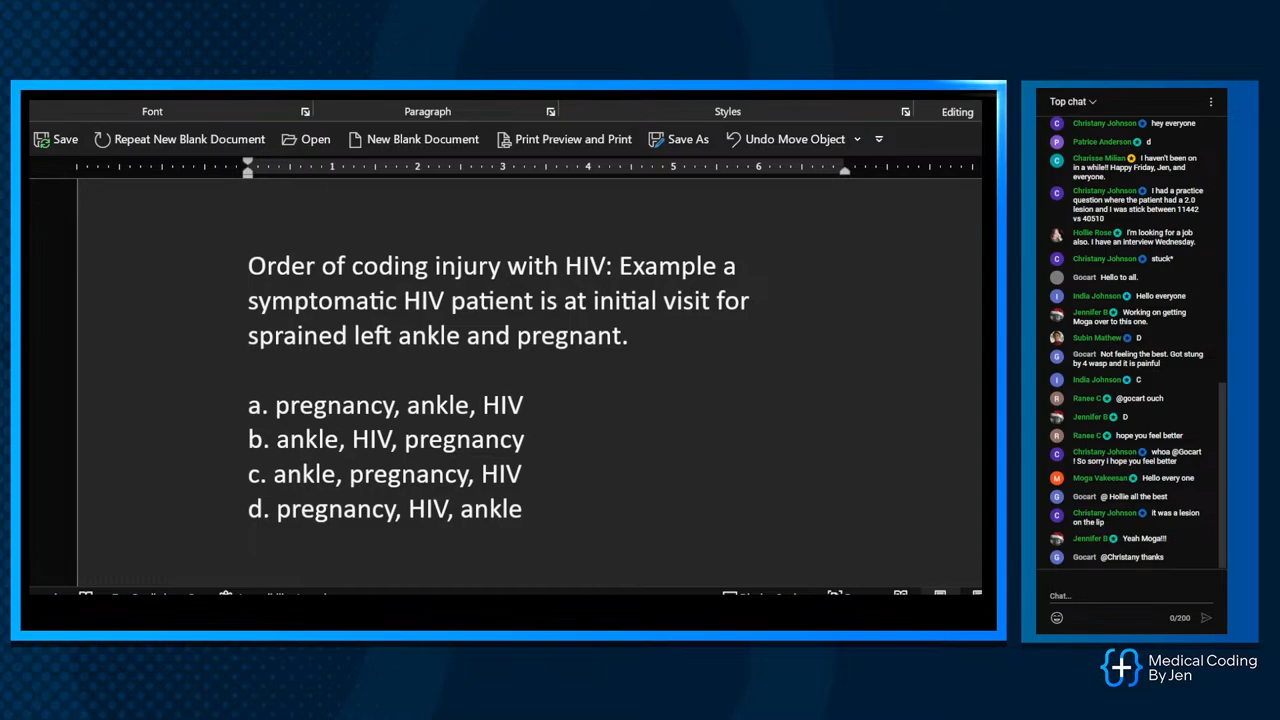 Font
Paragraph
Styles
Editing
Save
Repeat New Blank Document
Open
New Blank Document
Print Preview and Print
Save As
Undo Move Object
1
2
3
4
5
6
Order of coding injury with HIV: Example a
symptomatic HIV patient is at initial visit for
sprained left ankle and pregnant.
a. pregnancy, ankle, HIV
b. ankle, HIV, pregnancy
c. ankle, pregnancy, HIV
d. pregnancy, HIV, ankle
Top chat
C Christany Johnson hey everyone
P Patrice Anderson d
C Charisse Milian I haven't been on
in a while!! Happy Friday, Jen, and
everyone.
C Christany Johnson I had a practice
question where the patient had a 2.0
lesion and I was stick between 11442
vs 40510
Hollie Rose I'm looking for a job
also. I have an interview Wednesday.
C Christany Johnson stuck*
Gocart Hello to all.
I India Johnson Hello everyone
Jennifer B Working on getting
Moga over to this one.
Subin Mathew D
G Gocart Not feeling the best. Got stung
by 4 wasp and it is painful
I India Johnson C
R Ranee C @gocart ouch
Jennifer B D
R Ranee C hope you feel better
C Christany Johnson whoa @Gocart
! So sorry i hope you feel better
M Moga Vakeesan Hello every one
G Gocart @ Hollie all the best
C Christany Johnson it was a lesion
on the lip
Jennifer B Yeah Moga!!!
G Gocart @Christany thanks
Chat...
0/200
Medical Coding
By Jen